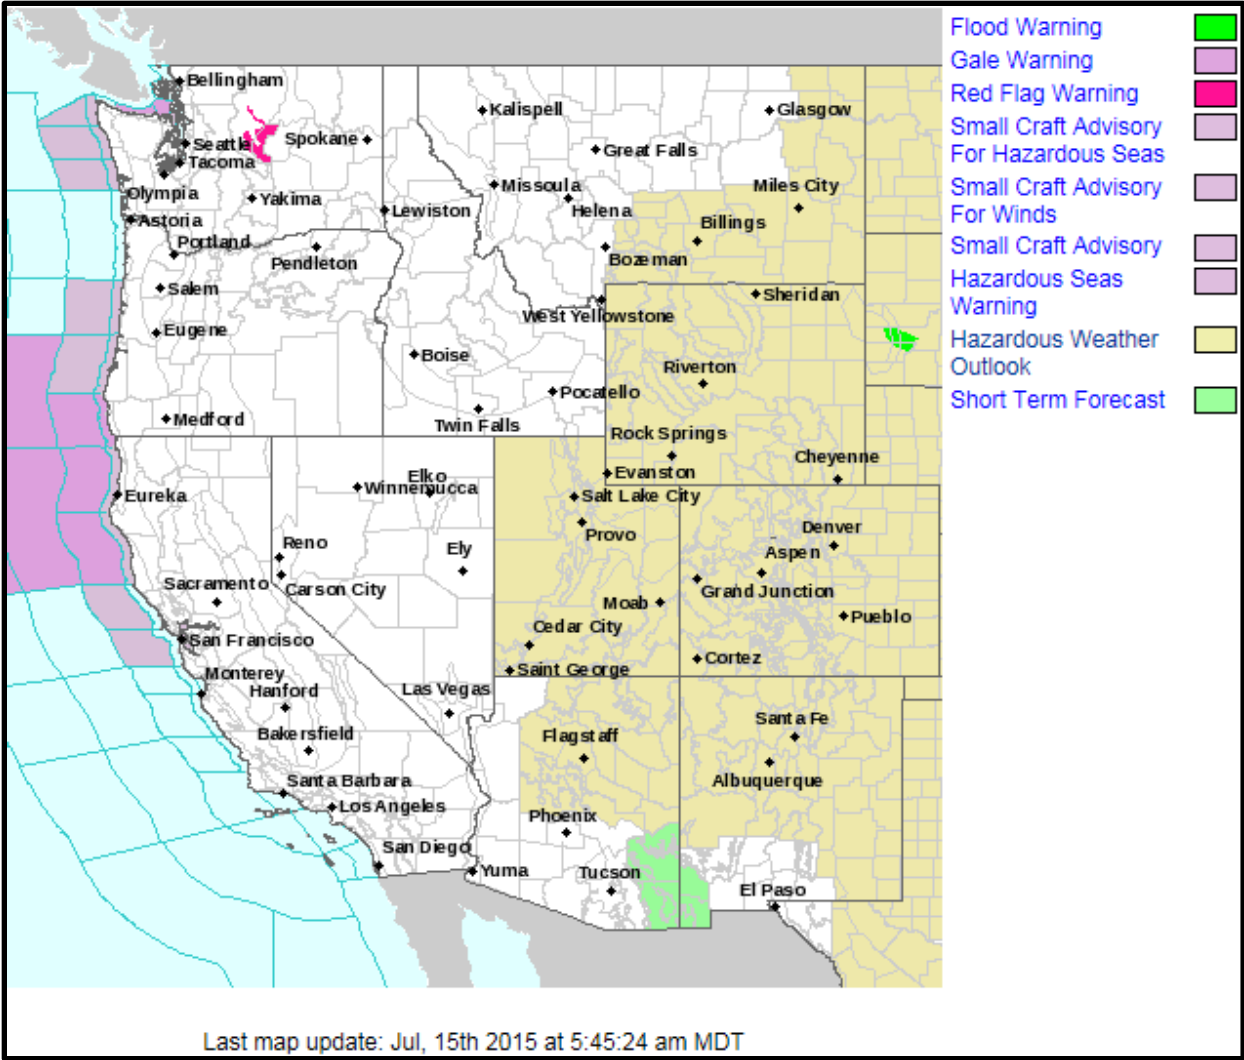 Bellingham
Kalispell
Glasgow
Seattle
Spokane
Great Falls
Tacoma
Olympia
Yakima
Missoula
Miles City
Lewiston
Helena
Astoria
Billings
Portland
Pendleton
Bozeman
Salem
Sheridan
West Yellowstone
Eugene
Boise
Riverton
Pocatello
Medford
Twin Falls
Rock Springs
Cheyenne
Elko
Evanston
Winnemucca
Eureka
Salt Lake City
Provo
Denver
Reno
Ely
Aspen
Sacramento
Carson City
Grand Junction
Moab
Pueblo
San Francisco
Cedar City
Cortez
Saint George
Monterey
Hanford
Las Vegas
Santa Fe
Bakersfield
Flagstaff
Santa Barbara
Albuquerque
Los Angeles
Phoenix
San Diego
Yuma
Tucson
El Paso
Flood Warning
Gale Warning
Red Flag Warning
Small Craft Advisory
For Hazardous Seas
Small Craft Advisory
For Winds
Small Craft Advisory
Hazardous Seas
Warning
Hazardous Weather
Outlook
Short Term Forecast
Last map update: Jul, 15th 2015 at 5:45:24 am MDT